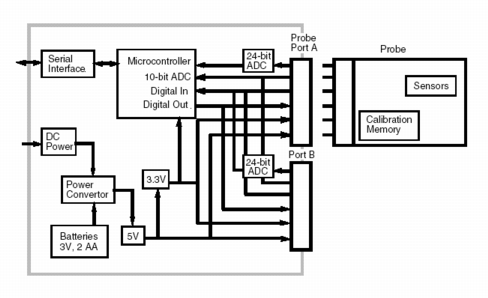 Probe
Port A
Probe
24-bit
ADC
Serial
Interface
Microcontroller
10-bit ADC
Digital In
Digital Out
Sensors
Calibration
Memory
DC
Power
Port B
24-bit
ADC
Power
Convertor
3.3V
Batteries
3V, 2 AA
5V